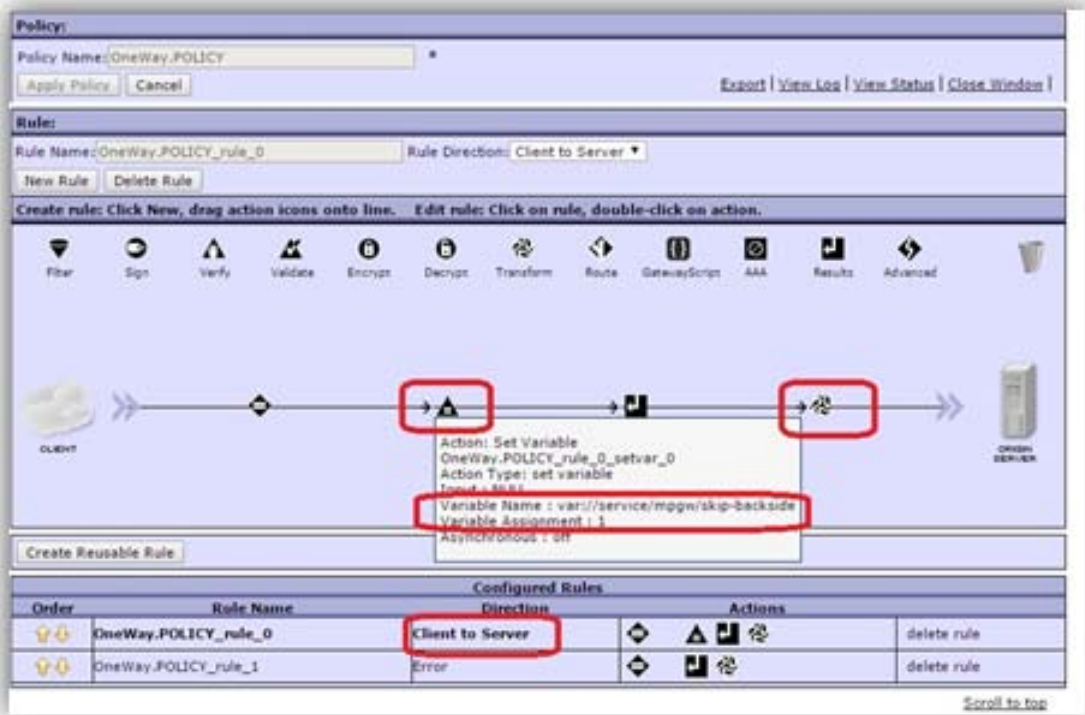 Policy:
Policy Name: OneWay.POLICY *
Apply Policy Cancel Export | View Log | View Status | Close Window |
Rule:
Rule Name: OneWay.POLICY_rule_0 Rule Direction: Client to Server
New Rule Delete Rule
Create rule: Click New, drag action icons onto line. Edit rule: Click on rule, double-click on action.
Filter Sign Verify Validate Encrypt Decrypt Transform Route GatewayScript AAA Results Advanced
CLIENT
ORIGIN
SERVER
Action: Set Variable
OneWay.POLICY_rule_0_setvar_0
Action Type: set variable
Input : NULL
Variable Name : var://service/mpgw/skip-backside
Variable Assignment : 1
Asynchronous : off
Create Reusable Rule
Configured Rules
Order Rule Name Direction Actions
OneWay.POLICY_rule_0 Client to Server delete rule
OneWay.POLICY_rule_1 Error delete rule
Scroll to top